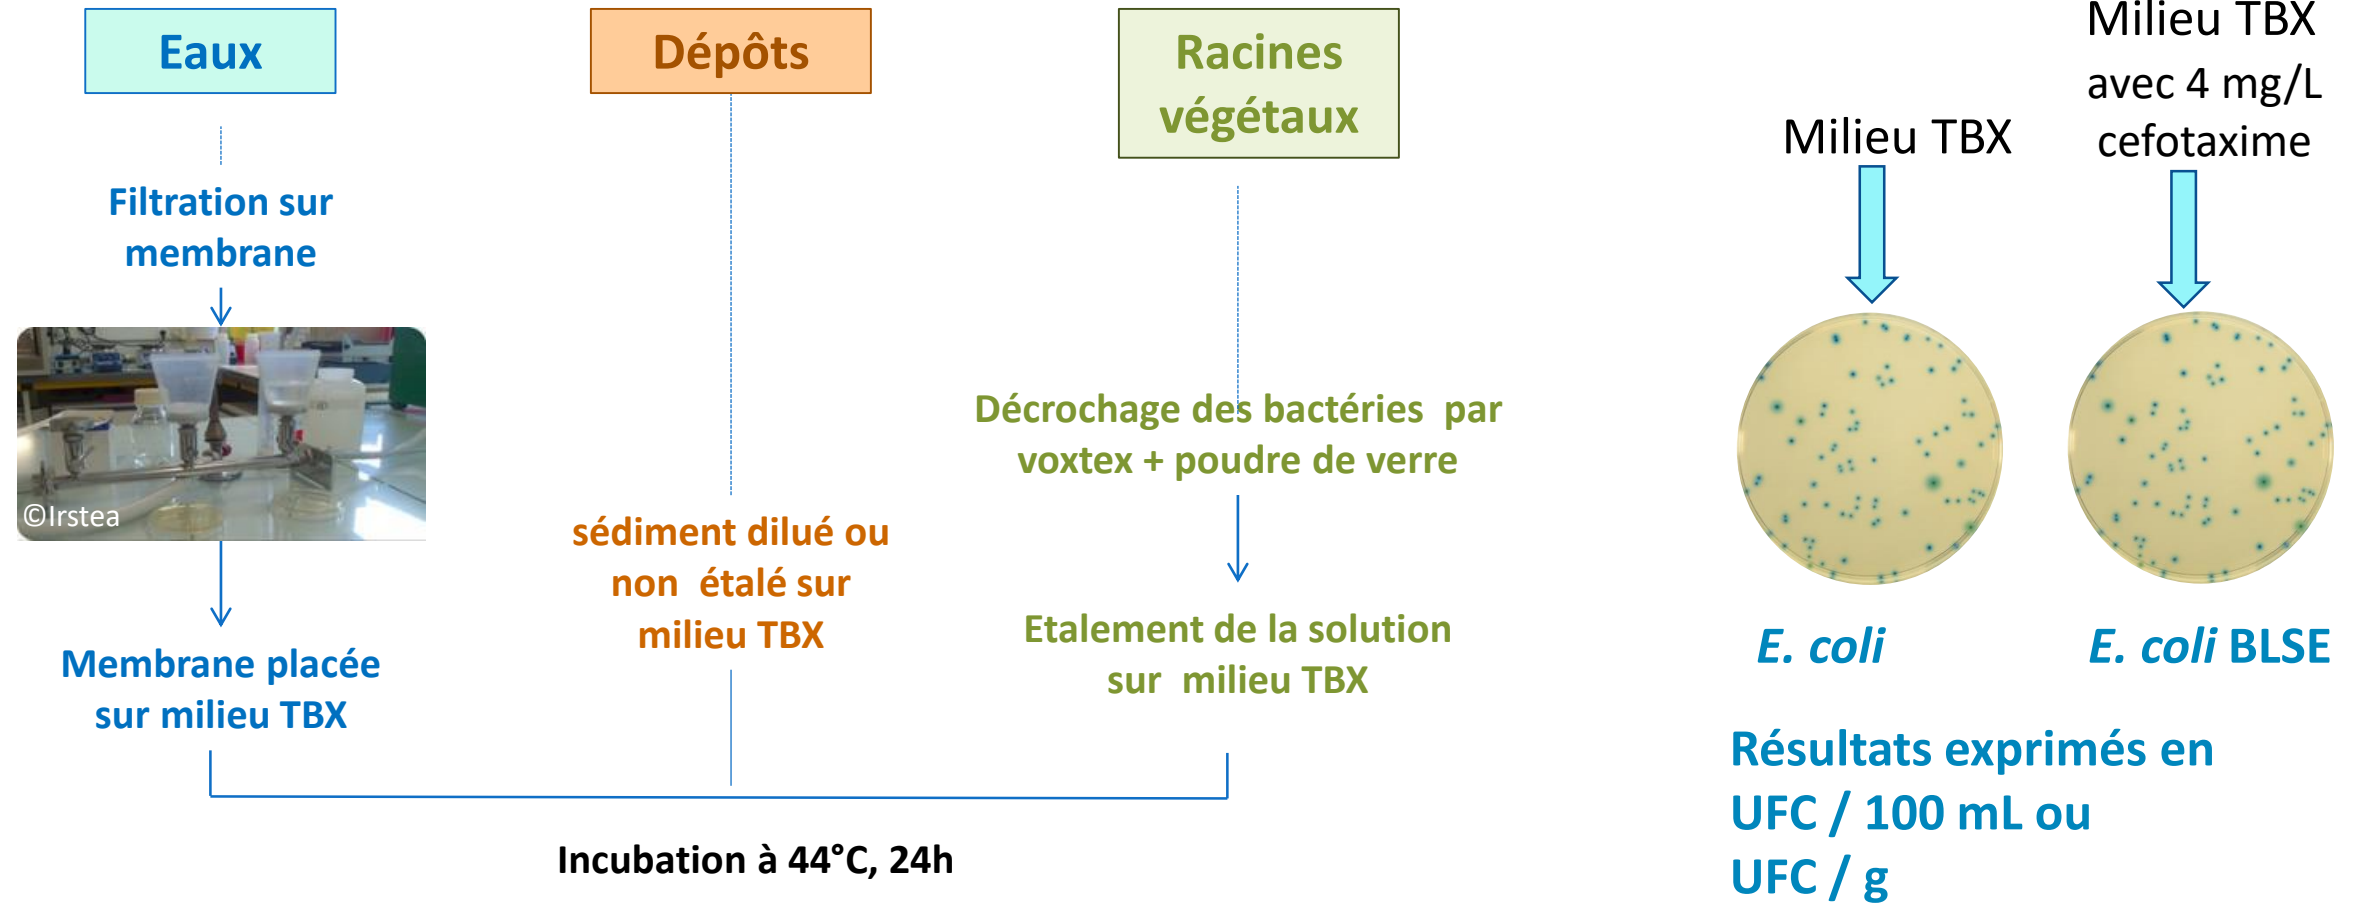 Eaux
Filtration sur
membrane
©Irstea
Membrane placée
sur milieu TBX
Dépôts
sédiment dilué ou
non étalé sur
milieu TBX
Racines
végétaux
Décrochage des bactéries par
voxtex + poudre de verre
Etalement de la solution
sur milieu TBX
Incubation à 44°C, 24h
Milieu TBX
E. coli
Milieu TBX
avec 4 mg/L
cefotaxime
E. coli BLSE
Résultats exprimés en
UFC / 100 mL ou
UFC / g